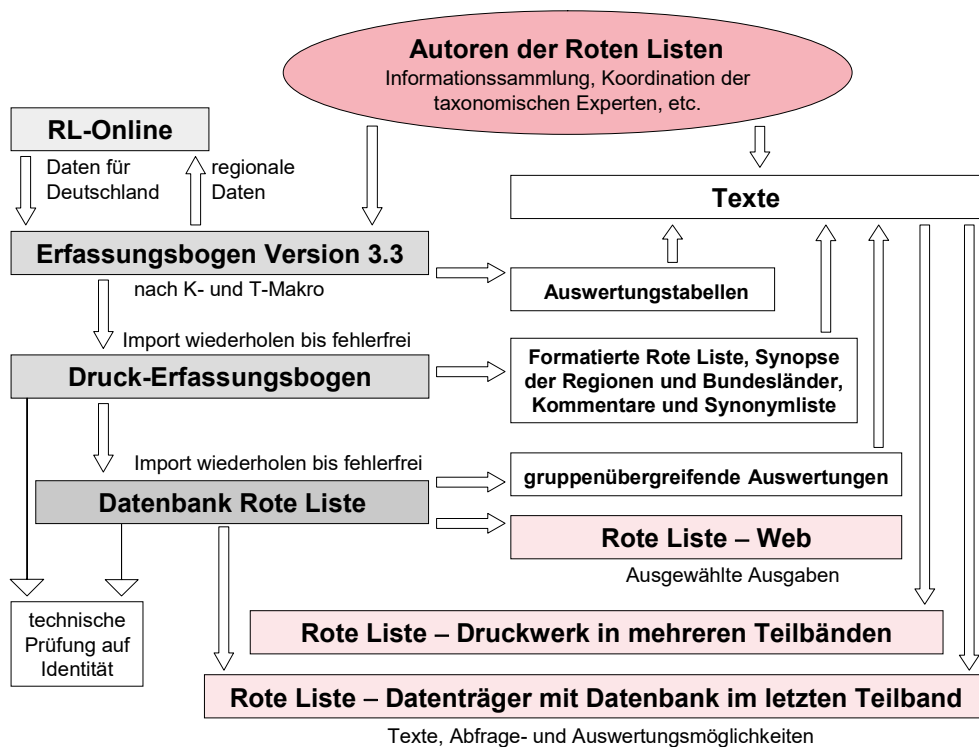 Autoren der Roten Listen
Informationssammlung, Koordination der
taxonomischen Experten, etc.
RL-Online
Daten für
Deutschland
regionale
Daten
Texte
Erfassungsbogen Version 3.3
nach K- und T-Makro
Auswertungstabellen
Import wiederholen bis fehlerfrei
Druck-Erfassungsbogen
Formatierte Rote Liste, Synopse
der Regionen und Bundesländer,
Kommentare und Synonymliste
Import wiederholen bis fehlerfrei
gruppenübergreifende Auswertungen
Datenbank Rote Liste
Rote Liste – Web
Ausgewählte Ausgaben
technische
Prüfung auf
Identität
Rote Liste – Druckwerk in mehreren Teilbänden
Rote Liste – Datenträger mit Datenbank im letzten Teilband
Texte, Abfrage- und Auswertungsmöglichkeiten